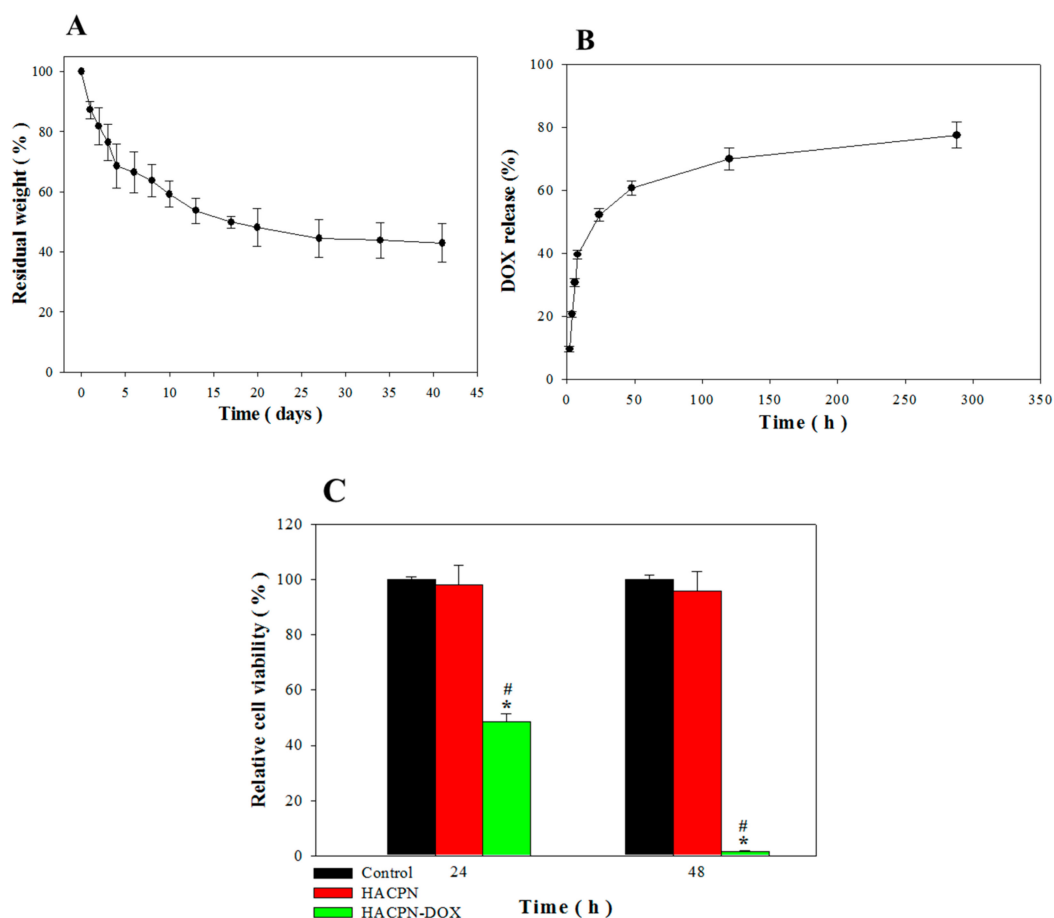 A
Residual weight ( % )
100
80
60
40
20
0
0 5 10 15 20 25 30 35 40 45
Time ( days )
B
DOX release (%)
100
80
60
40
20
0
0 50 100 150 200 250 300 350
Time ( h )
C
Relative cell viability ( % )
120
100
80
60
40
20
0
#
*
#
*
24 48
Control
HACPN
HACPN-DOX
Time ( h )